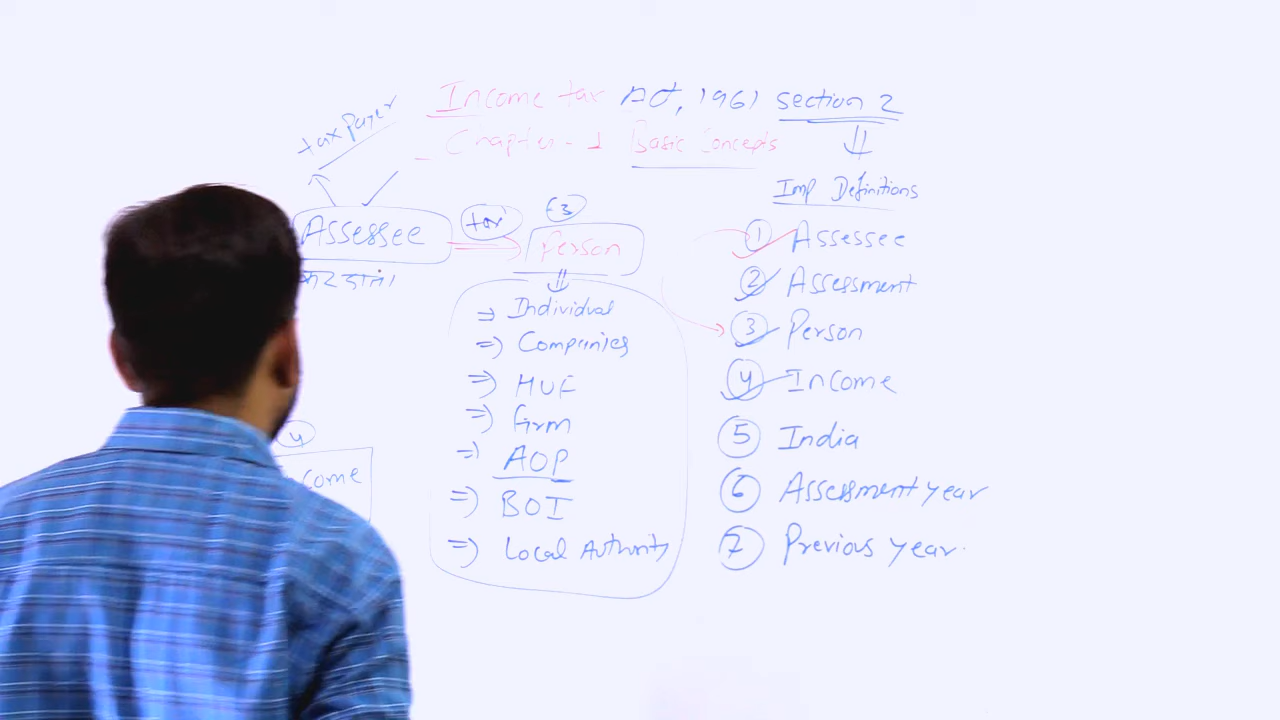 Income tax Act, 1961 section 2
Chapter - 1 Basic Concepts
tax payer
Assessee
tax
3
Person
⇒ Individual
⇒ Companies
⇒ HUF
⇒ firm
⇒ AOP
⇒ BOI
⇒ Local Authority
4
come
Imp Definitions
1 Assessee
2 Assessment
3 Person
4 Income
5 India
6 Assessment year
7 Previous year